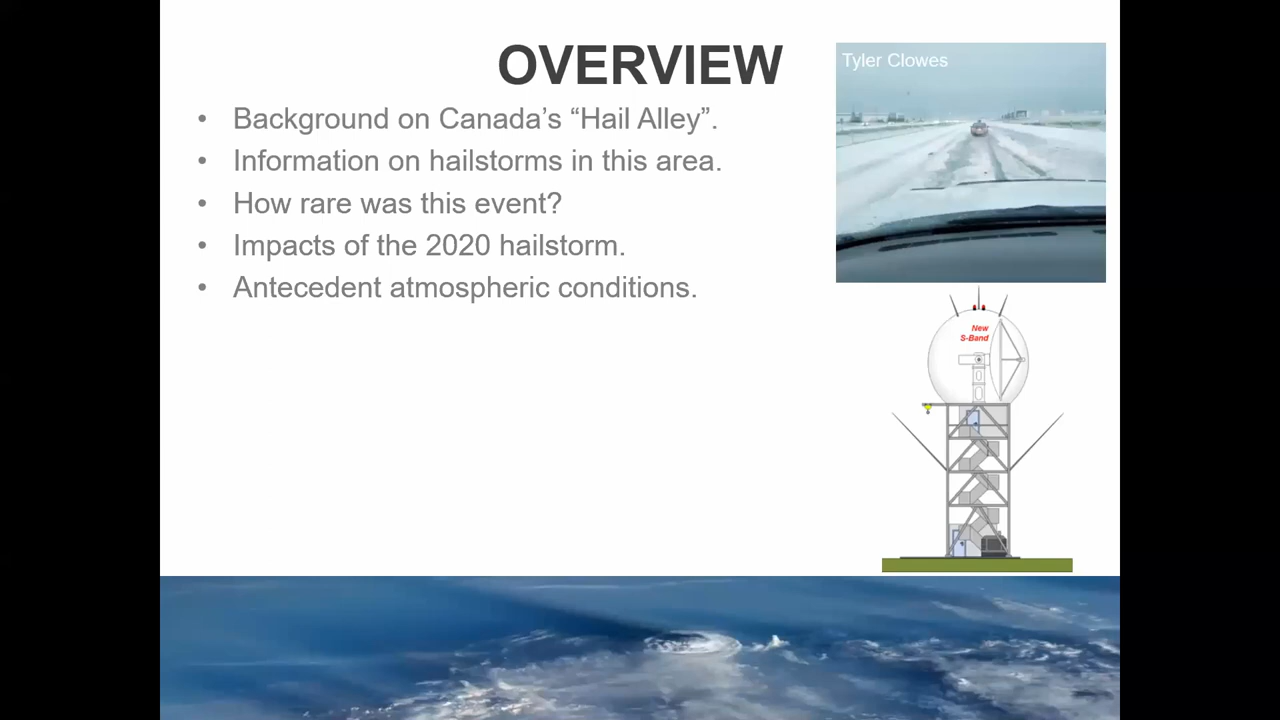 OVERVIEW
Tyler Clowes
• Background on Canada’s “Hail Alley”.
• Information on hailstorms in this area.
• How rare was this event?
• Impacts of the 2020 hailstorm.
• Antecedent atmospheric conditions.
New
S-Band